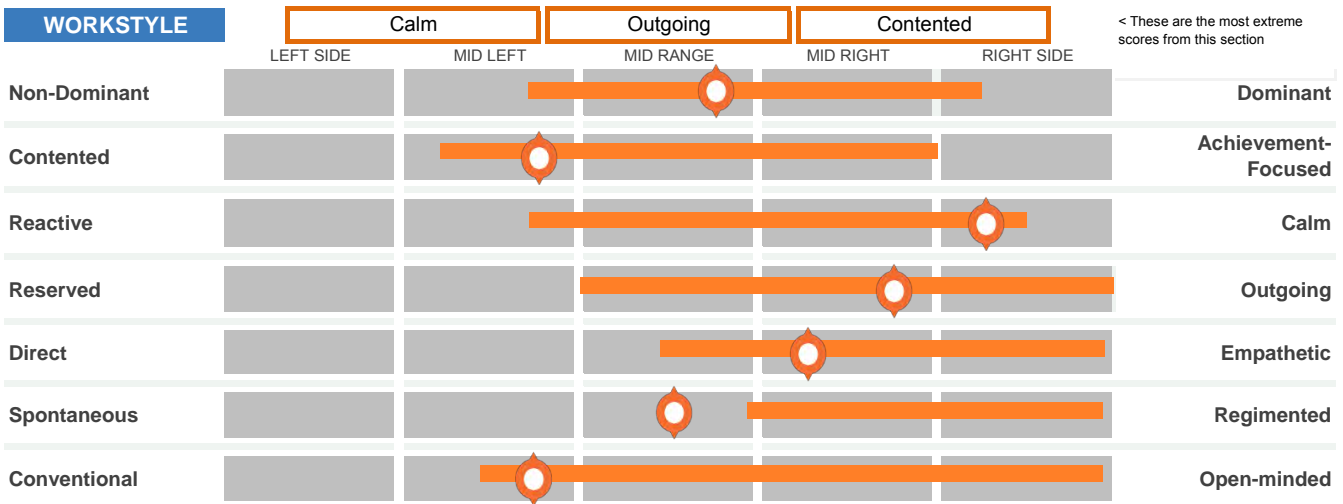 WORKSTYLE
Calm
Outgoing
Contented
< These are the most extreme
scores from this section
LEFT SIDE
MID LEFT
MID RANGE
MID RIGHT
RIGHT SIDE
Non-Dominant
Dominant
Contented
Achievement-
Focused
Reactive
Calm
Reserved
Outgoing
Direct
Empathetic
Spontaneous
Regimented
Conventional
Open-minded